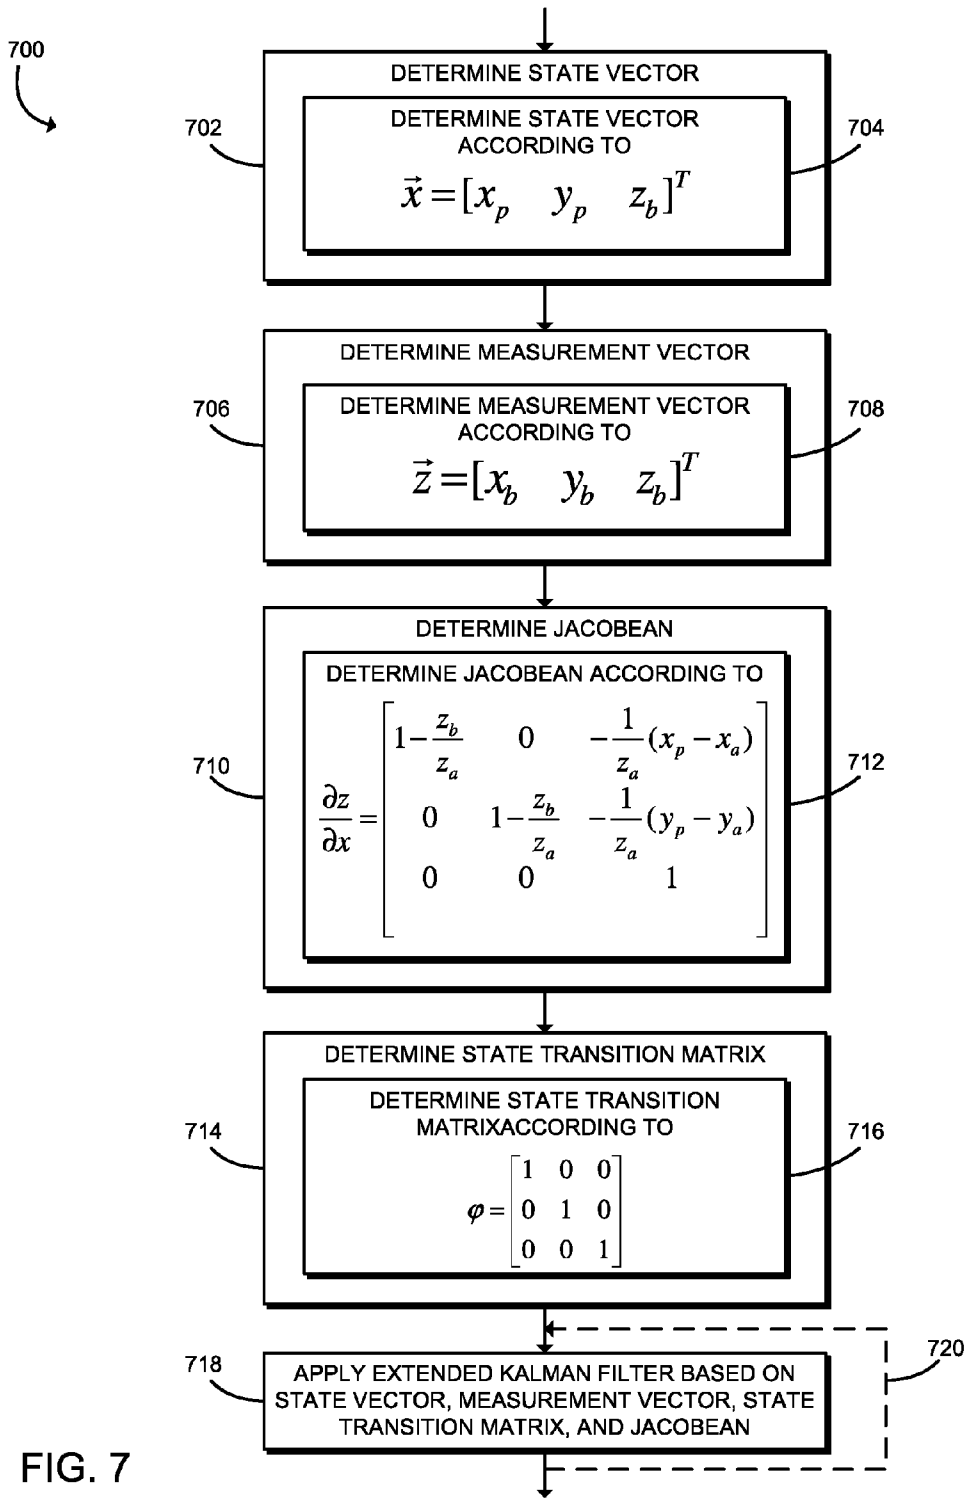 700
DETERMINE STATE VECTOR
702
DETERMINE STATE VECTOR
ACCORDING TO
704
x⃗ = [x_p y_p z_b]^T
DETERMINE MEASUREMENT VECTOR
706
DETERMINE MEASUREMENT VECTOR
ACCORDING TO
708
z⃗ = [x_b y_b z_b]^T
DETERMINE JACOBEAN
DETERMINE JACOBEAN ACCORDING TO
710
712
∂z/∂x = [1 − z_b/z_a 0 −1/z_a (x_p − x_a)
0 1 − z_b/z_a −1/z_a (y_p − y_a)
0 0 1]
DETERMINE STATE TRANSITION MATRIX
714
DETERMINE STATE TRANSITION
MATRIXACCORDING TO
716
φ = [1 0 0
0 1 0
0 0 1]
718
APPLY EXTENDED KALMAN FILTER BASED ON
STATE VECTOR, MEASUREMENT VECTOR, STATE
TRANSITION MATRIX, AND JACOBEAN
720
FIG. 7